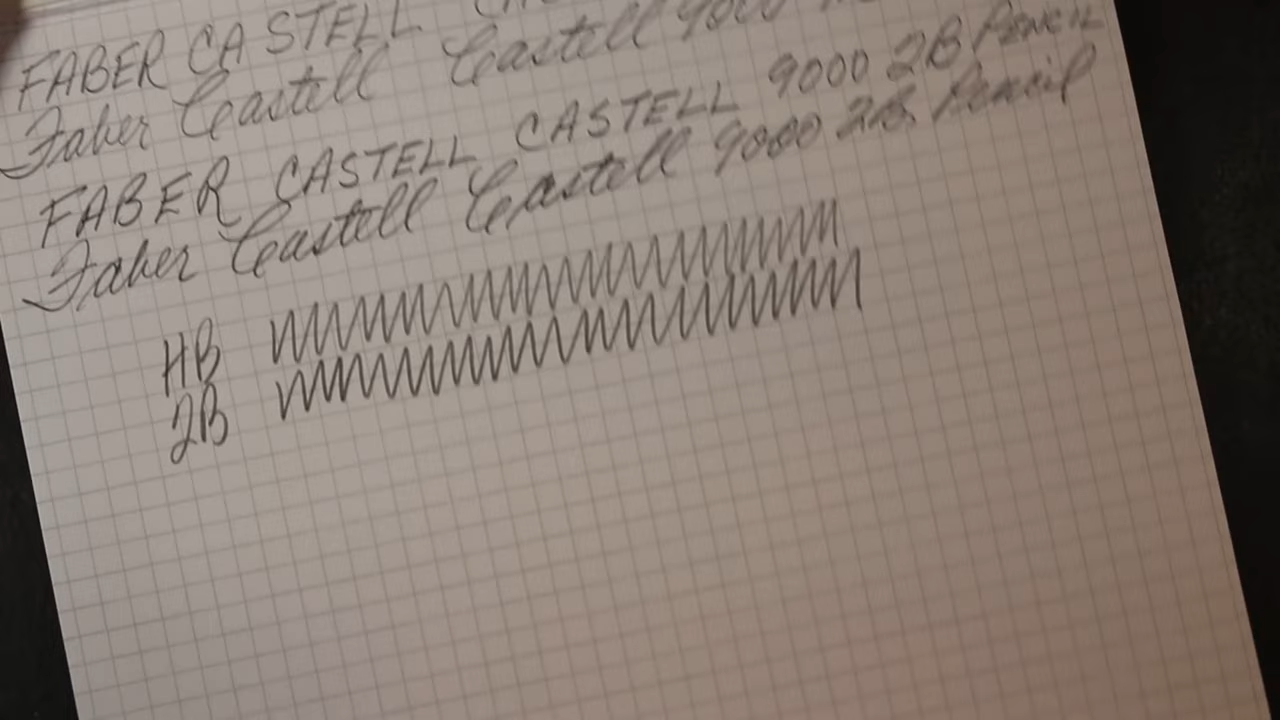 FABER CASTELL
Faber Castell Castell 9000
FABER CASTELL CASTELL 9000 2B PENCIL
Faber Castell Castell 9000 2B Pencil
HB
2B